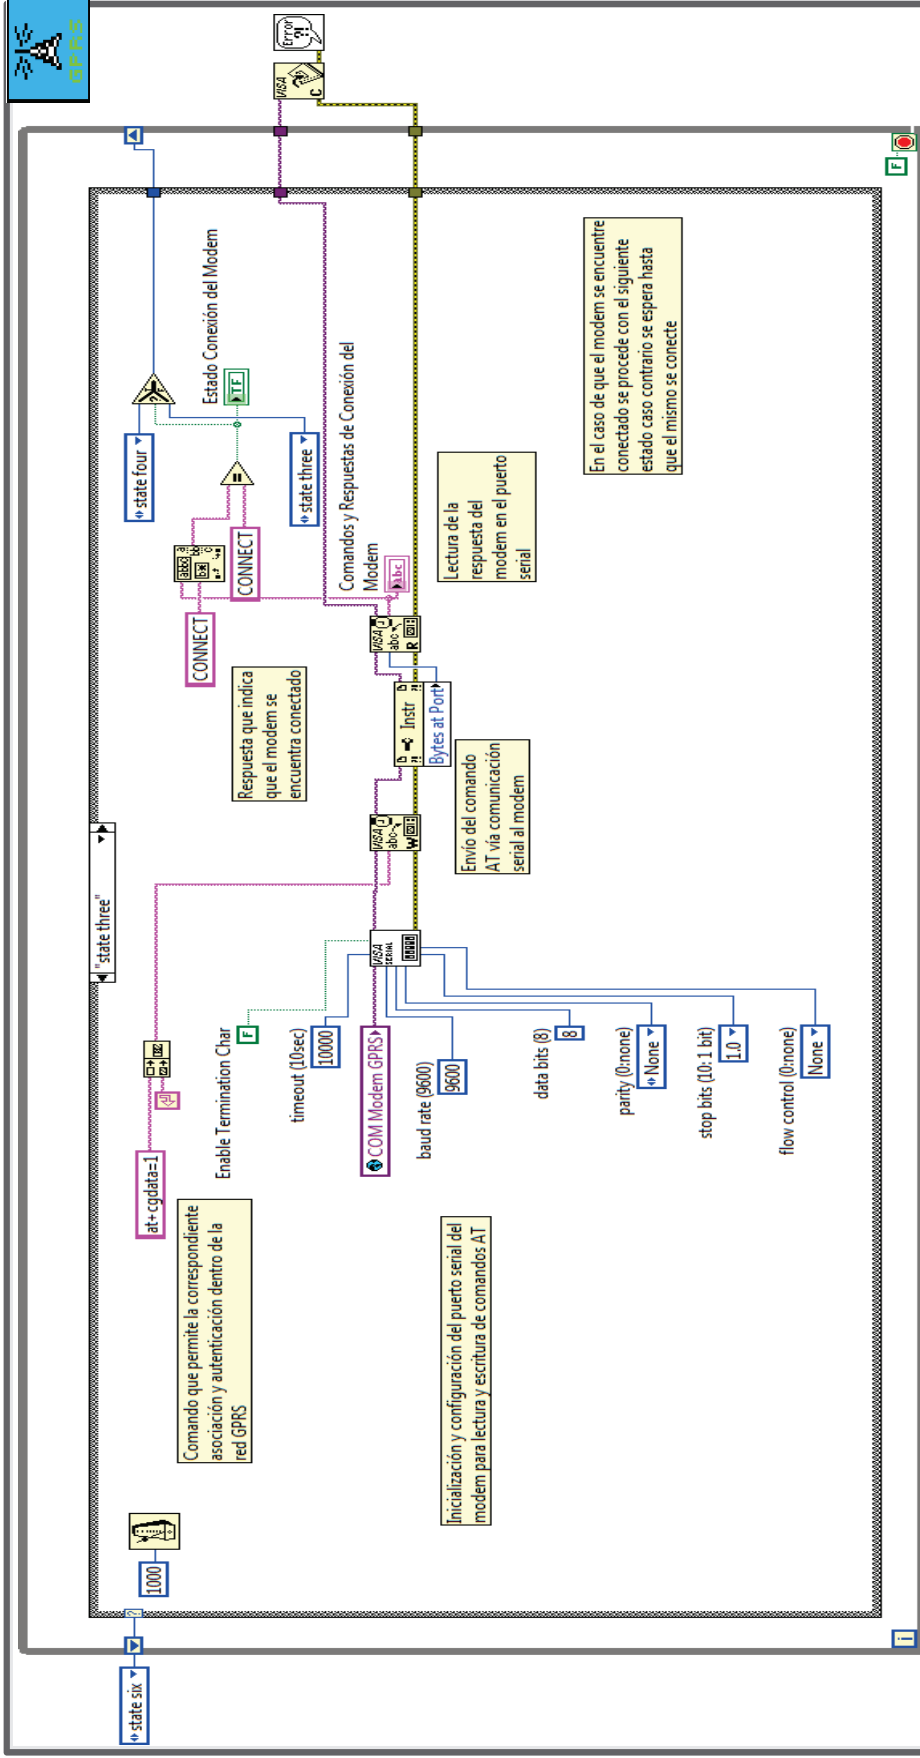 GPRS
state six
1000
"state three"
Comando que permite la correspondiente
asociación y autenticación dentro de la
red GPRS
at+cgdata=1
Enable Termination Char
F
timeout (10sec)
10000
COM Modem GPRS
baud rate (9600)
9600
data bits (8)
8
parity (0:none)
None
stop bits (10: 1 bit)
1.0
flow control (0:none)
None
Inicialización y configuración del puerto serial del
modem para lectura y escritura de comandos AT
VISA
SERIAL
VISA
abc
W
Envío del comando
AT vía comunicación
serial al modem
Instr
Bytes at Port
VISA
abc
R
Lectura de la
respuesta del
modem en el puerto
serial
Respuesta que indica
que el modem se
encuentra conectado
CONNECT
CONNECT
Comandos y Respuestas de Conexión del
Modem
abc
=
state four
state three
Estado Conexión del Modem
TF
?
En el caso de que el modem se encuentre
conectado se procede con el siguiente
estado caso contrario se espera hasta
que el mismo se conecte
VISA
C
Error
?!
F
i